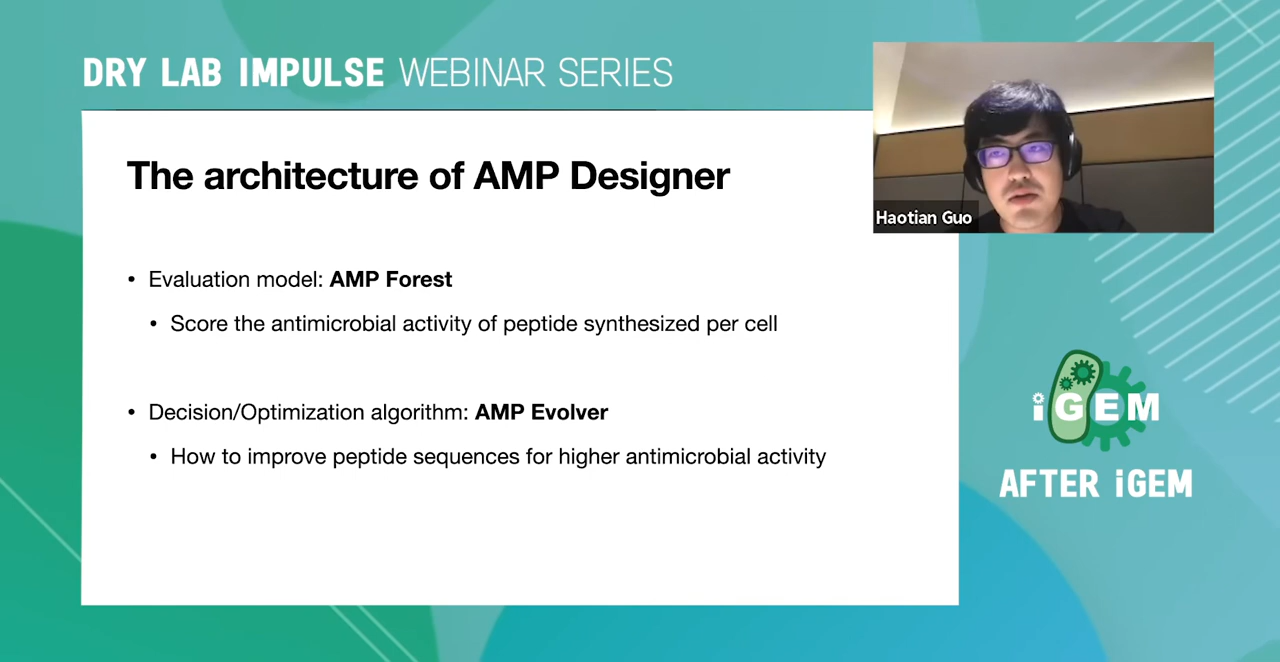 DRY LAB IMPULSE WEBINAR SERIES
The architecture of AMP Designer
• Evaluation model: AMP Forest
• Score the antimicrobial activity of peptide synthesized per cell
• Decision/Optimization algorithm: AMP Evolver
• How to improve peptide sequences for higher antimicrobial activity
Haotian Guo
iGEM
AFTER iGEM